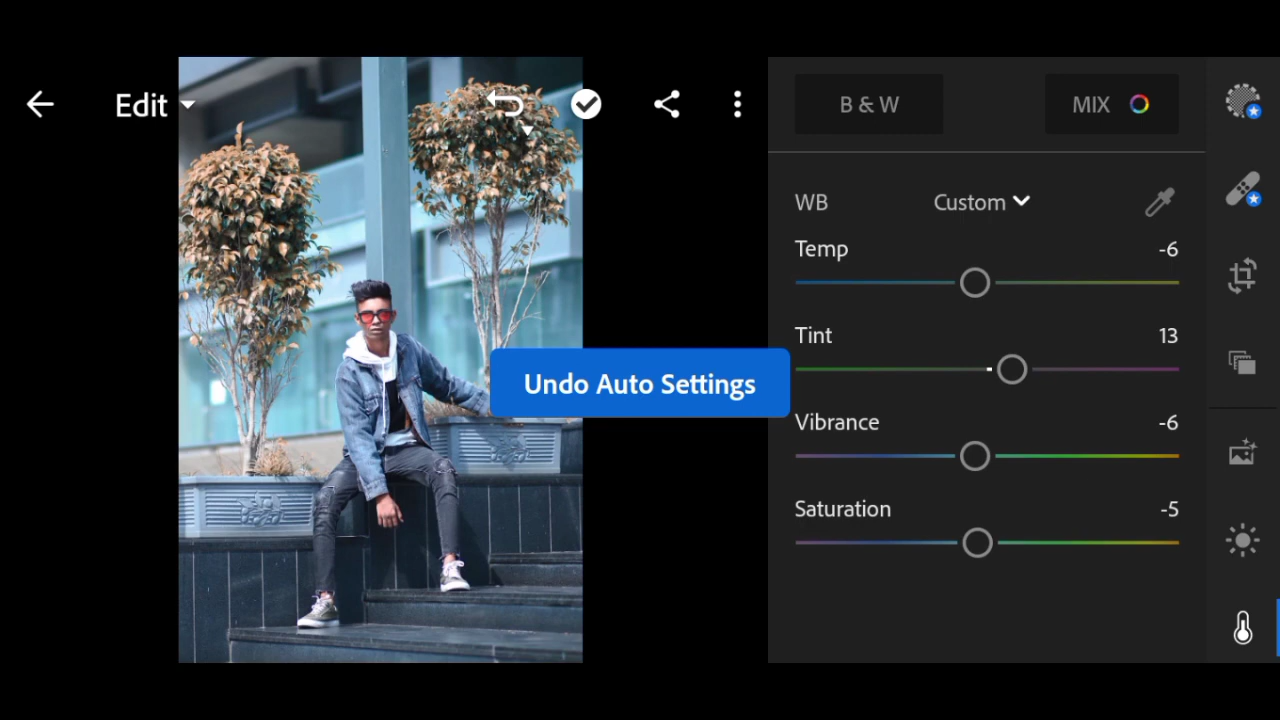 Edit
B & W
MIX
WB
Custom
Temp
-6
Tint
13
Vibrance
-6
Saturation
-5
Undo Auto Settings